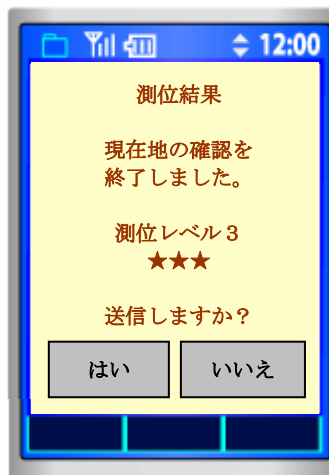 12:00
測位結果
現在地の確認を
終了しました。
測位レベル３
★★★
送信しますか？
はい
いいえ